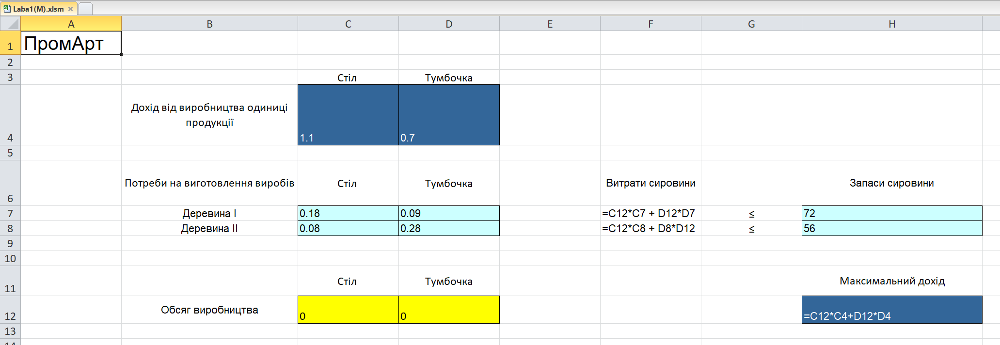 Laba1(M).xlsm
A B C D E F G H
1 ПромАрт
2
3 Стіл Тумбочка
Дохід від виробництва одиниці
продукції
4 1.1 0.7
5
6 Потреби на виготовлення виробів Стіл Тумбочка Витрати сировини Запаси сировини
7 Деревина I 0.18 0.09 =C12*C7 + D12*D7 ≤ 72
8 Деревина II 0.08 0.28 =C12*C8 + D8*D12 ≤ 56
9
10
11 Стіл Тумбочка Максимальний дохід
12 Обсяг виробництва 0 0 =C12*C4+D12*D4
13
14